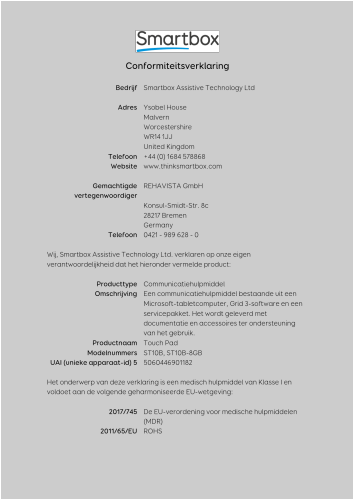 Smartbox
Conformiteitsverklaring
Bedrijf Smartbox Assistive Technology Ltd
Adres Ysobel House
Malvern
Worcestershire
WR14 1JJ
United Kingdom
Telefoon +44 (0) 1684 578868
Website www.thinksmartbox.com
Gemachtigde REHAVISTA GmbH
vertegenwoordiger
Konsul-Smidt-Str. 8c
28217 Bremen
Germany
Telefoon 0421 - 989 628 - 0
Wij, Smartbox Assistive Technology Ltd. verklaren op onze eigen
verantwoordelijkheid dat het hieronder vermelde product:
Producttype Communicatiehulpmiddel
Omschrijving Een communicatiehulpmiddel bestaande uit een
Microsoft-tabletcomputer, Grid 3-software en een
servicepakket. Het wordt geleverd met
documentatie en accessoires ter ondersteuning
van het gebruik.
Productnaam Touch Pad
Modelnummers ST10B, ST10B-8GB
UAI (unieke apparaat-id) 5 5060446901182
Het onderwerp van deze verklaring is een medisch hulpmiddel van Klasse I en
voldoet aan de volgende geharmoniseerde EU-wetgeving:
2017/745 De EU-verordening voor medische hulpmiddelen
(MDR)
2011/65/EU ROHS